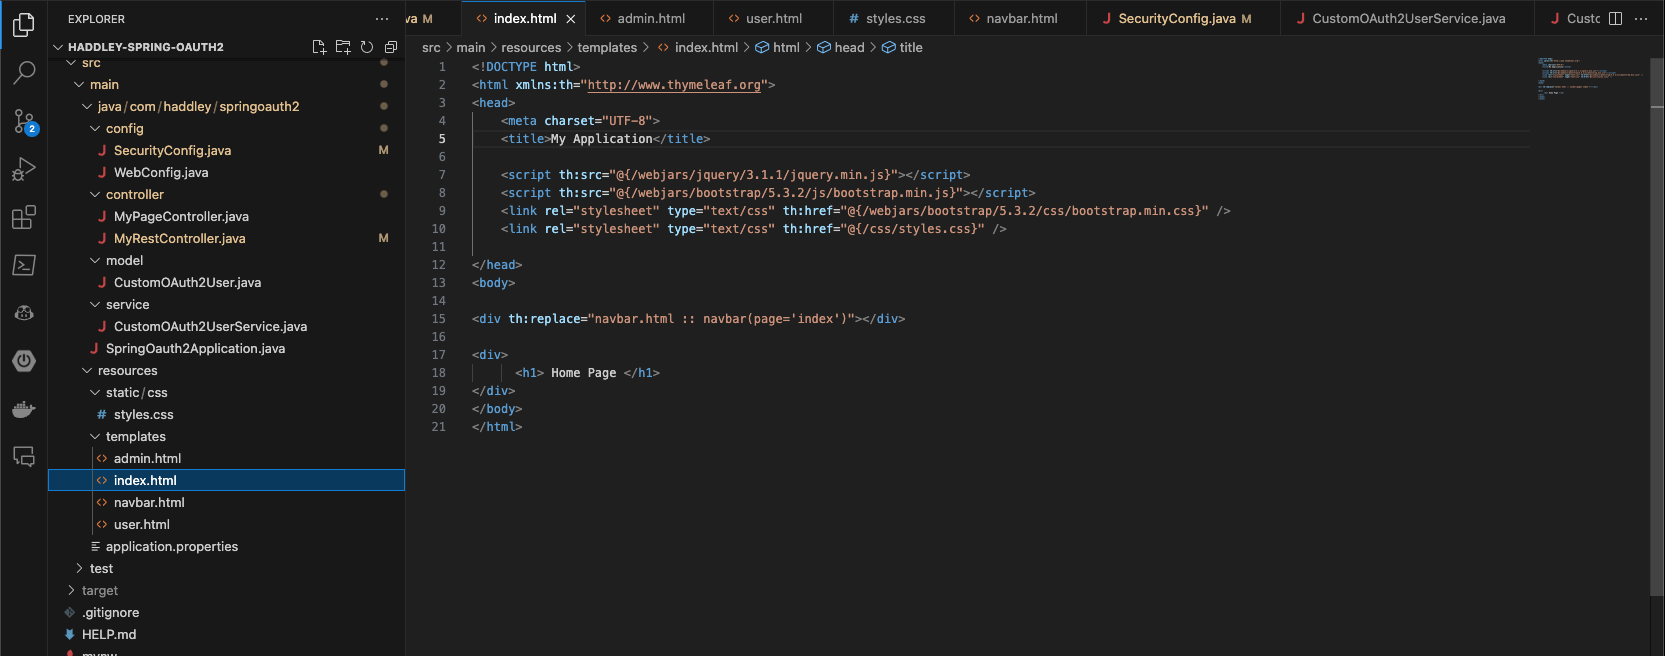 EXPLORER
HADDLEY-SPRING-OAUTH2
src
main
java/com/haddley/springoauth2
config
SecurityConfig.java M
WebConfig.java
controller
MyPageController.java
MyRestController.java M
model
CustomOAuth2User.java
service
CustomOAuth2UserService.java
SpringOauth2Application.java
resources
static/css
# styles.css
templates
<> admin.html
<> index.html
<> navbar.html
<> user.html
application.properties
test
target
.gitignore
HELP.md
2
va M
<> index.html
<> admin.html
<> user.html
# styles.css
<> navbar.html
SecurityConfig.java M
CustomOAuth2UserService.java
Custc
src > main > resources > templates > <> index.html > html > head > title
1 <!DOCTYPE html>
2 <html xmlns:th="http://www.thymeleaf.org">
3 <head>
4 <meta charset="UTF-8">
5 <title>My Application</title>
6
7 <script th:src="@{/webjars/jquery/3.1.1/jquery.min.js}"></script>
8 <script th:src="@{/webjars/bootstrap/5.3.2/js/bootstrap.min.js}"></script>
9 <link rel="stylesheet" type="text/css" th:href="@{/webjars/bootstrap/5.3.2/css/bootstrap.min.css}" />
10 <link rel="stylesheet" type="text/css" th:href="@{/css/styles.css}" />
11
12 </head>
13 <body>
14
15 <div th:replace="navbar.html :: navbar(page='index')"></div>
16
17 <div>
18 <h1> Home Page </h1>
19 </div>
20 </body>
21 </html>